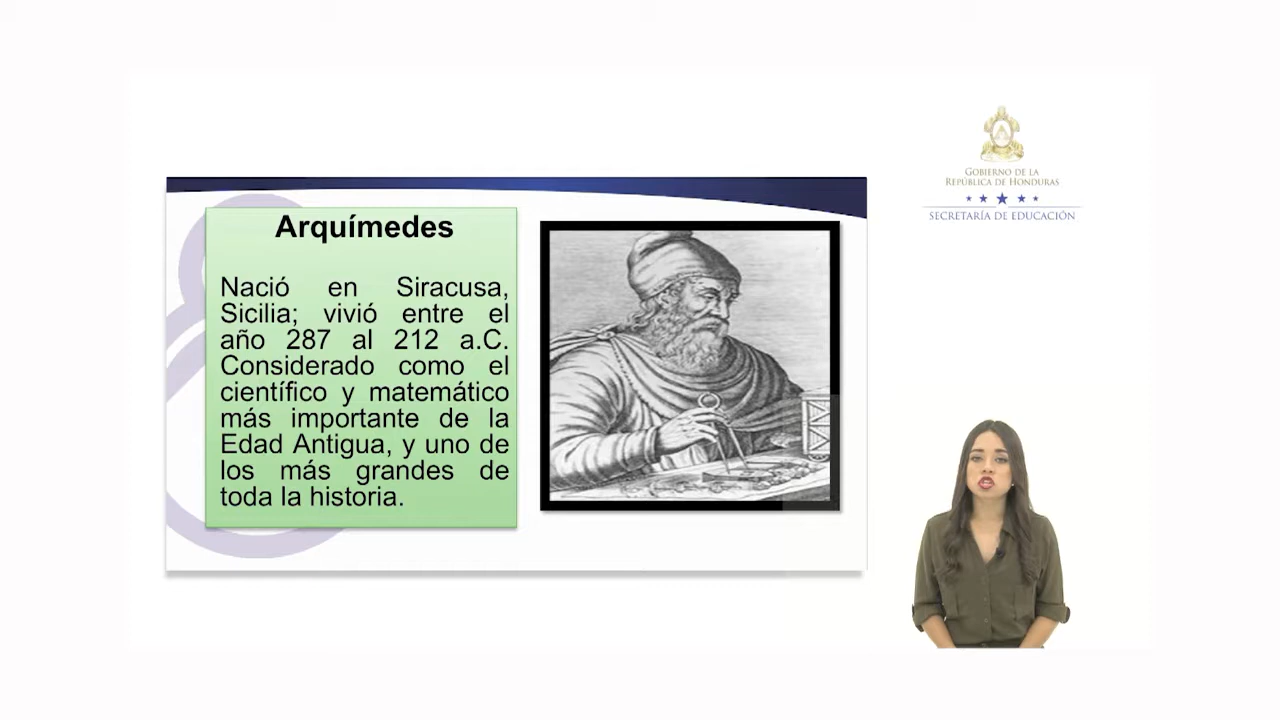 Arquímedes
Nació en Siracusa,
Sicilia; vivió entre el
año 287 al 212 a.C.
Considerado como el
científico y matemático
más importante de la
Edad Antigua, y uno de
los más grandes de
toda la historia.
GOBIERNO DE LA
REPÚBLICA DE HONDURAS
SECRETARÍA DE EDUCACIÓN